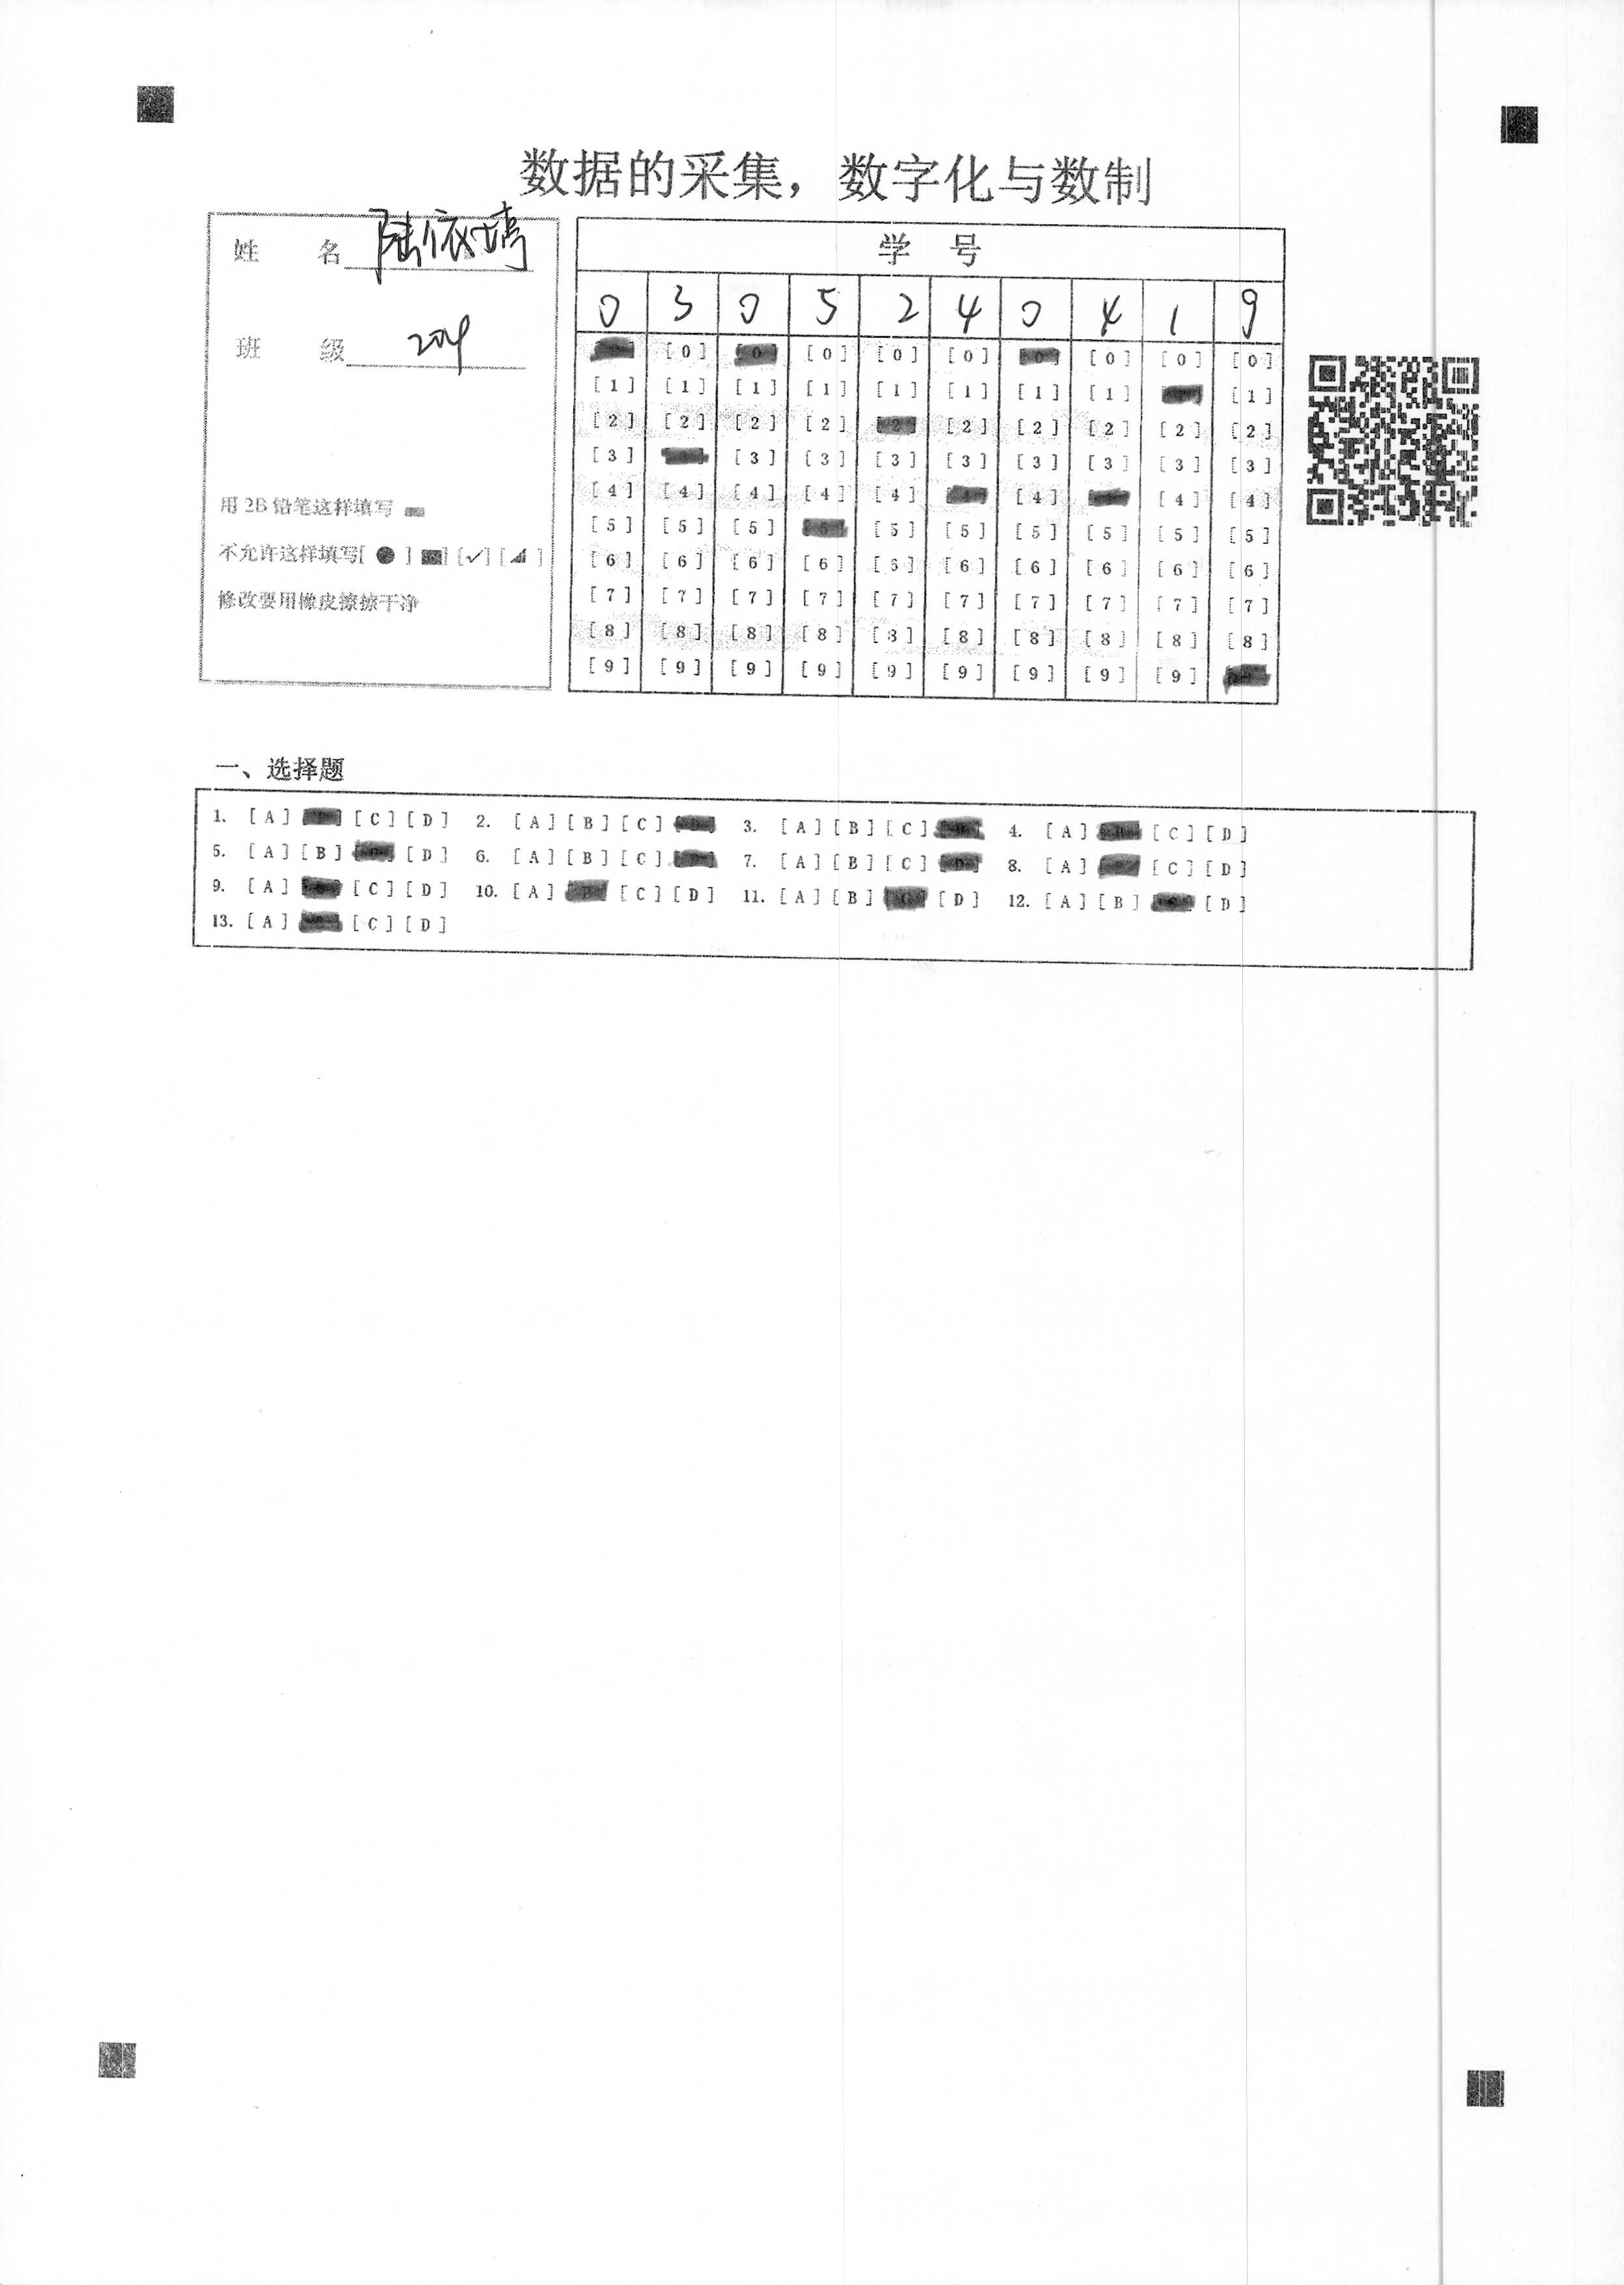 数据的采集，数字化与数制
姓 名 陆依婷
班 级 204
用 2B 铅笔这样填写
不允许这样填写[ ● ] ■] [✓] [ ]
修改要用橡皮擦擦干净
学 号
0 3 0 5 2 4 0 4 1 9
[0] [0] [0] [0] [0] [0] [0] [0] [0]
[1] [1] [1] [1] [1] [1] [1] [1] [1]
[2] [2] [2] [2] [2] [2] [2] [2] [2] [2]
[3] [3] [3] [3] [3] [3] [3] [3] [3]
[4] [4] [4] [4] [4] [4] [4] [4]
[5] [5] [5] [5] [5] [5] [5] [5] [5] [5]
[6] [6] [6] [6] [6] [6] [6] [6] [6] [6]
[7] [7] [7] [7] [7] [7] [7] [7] [7] [7]
[8] [8] [8] [8] [8] [8] [8] [8] [8] [8]
[9] [9] [9] [9] [9] [9] [9] [9] [9]
一、选择题
1. [A] [C] [D] 2. [A] [B] [C] 3. [A] [B] [C] 4. [A] [C] [D]
5. [A] [B] [D] 6. [A] [B] [C] 7. [A] [B] [C] 8. [A] [C] [D]
9. [A] [C] [D] 10. [A] [C] [D] 11. [A] [B] [D] 12. [A] [B] [D]
13. [A] [C] [D]